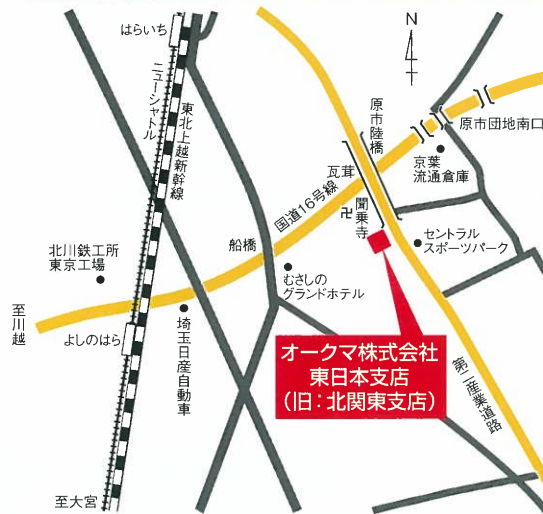 はらいち
ニューシャトル
東北上越新幹線
N
原市陸橋
原市団地南口
京葉
流通倉庫
瓦葺
聞乗寺
国道16号線
セントラル
スポーツパーク
船橋
むさしの
グランドホテル
北川鉄工所
東京工場
至川越
よしのはら
埼玉日産自動車
オークマ株式会社
東日本支店
(旧:北関東支店)
第二産業道路
至大宮